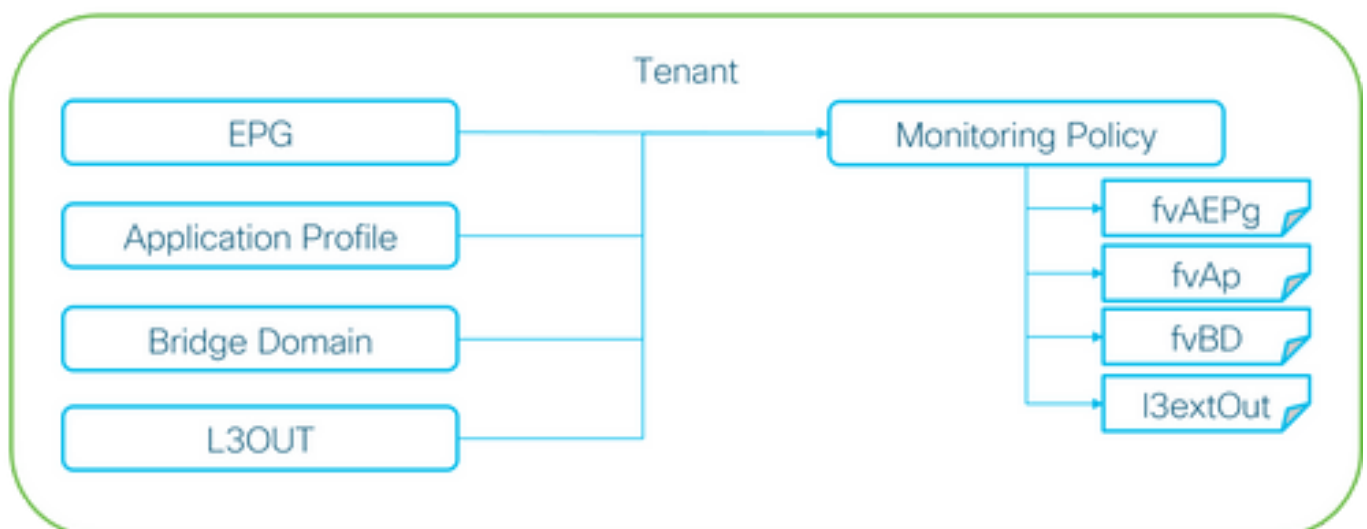 Tenant
EPG
Application Profile
Bridge Domain
L3OUT
Monitoring Policy
fvAEPg
fvAp
fvBD
l3extOut